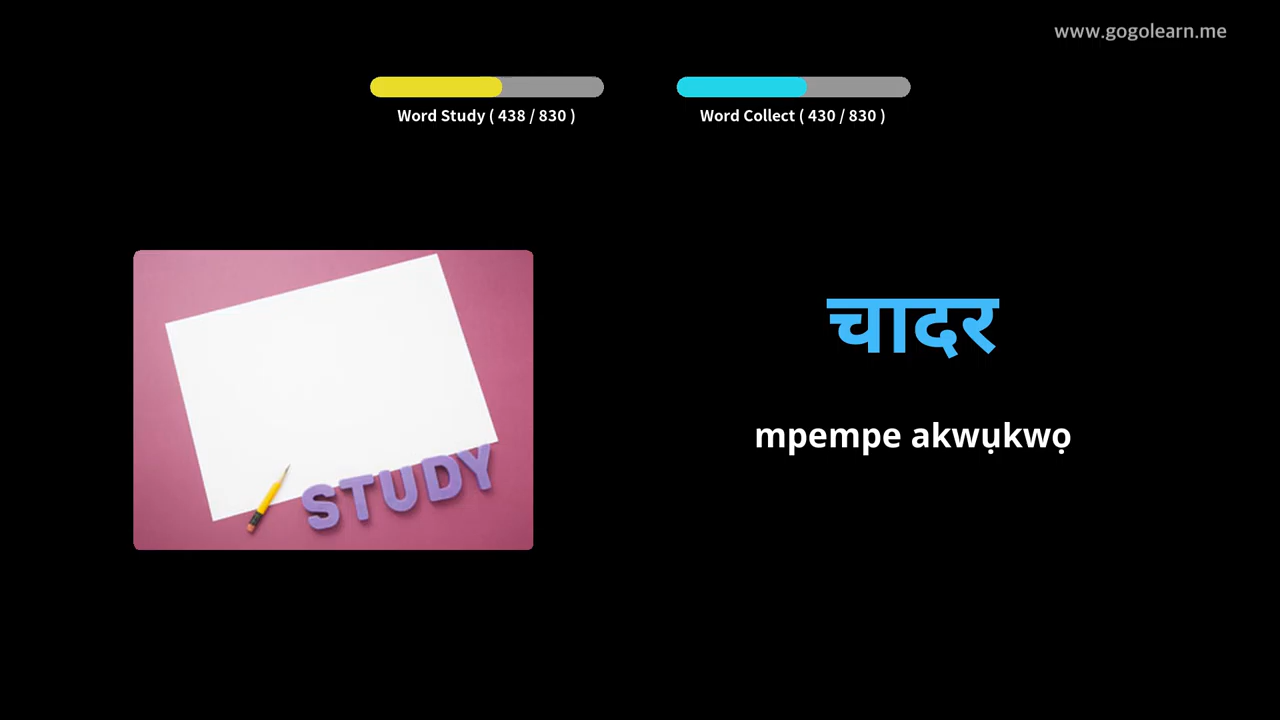 www.gogolearn.me
Word Study ( 438 / 830 )
Word Collect ( 430 / 830 )
चादर
mpempe akwụkwọ
STUDY